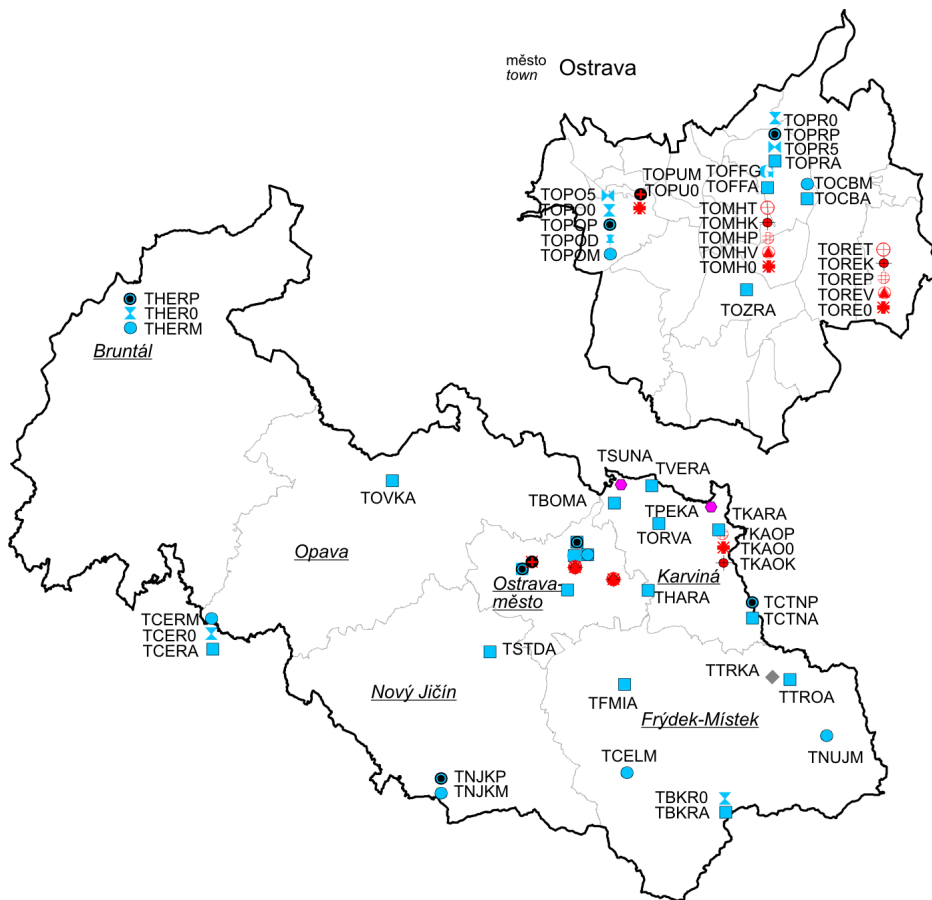 město
town
Ostrava
TOPR0
TOPRP
TOPR5
TOPRA
TOFFG
TOFFA
TOCBM
TOCBA
TOPUM
TOPU0
TOPO5
TOPO0
TOPOP
TOPOD
TOPOM
TOMHT
TOMHK
TOMHP
TOMHV
TOMH0
TORET
TOREK
TOREP
TOREV
TORE0
TOZRA
THERP
THER0
THERM
Bruntál
TSUNA
TVERA
TOVKA
TBOMA
TPEKA
TKARA
TORVA
TKAOP
TKAO0
TKAOK
Opava
Ostrava-
město
Karviná
THARA
TCTNP
TCTNA
TCERM
TCER0
TCERA
TSTDA
TTRKA
TTROA
Nový Jičín
TFMIA
Frýdek-Místek
TNUJM
TCELM
TNJKP
TNJKM
TBKR0
TBKRA